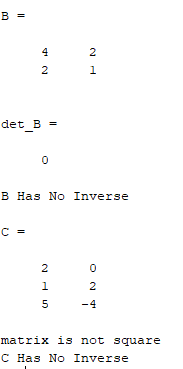 B =
4 2
2 1
det_B =
0
B Has No Inverse
C =
2 0
1 2
5 -4
matrix is not square
C Has No Inverse